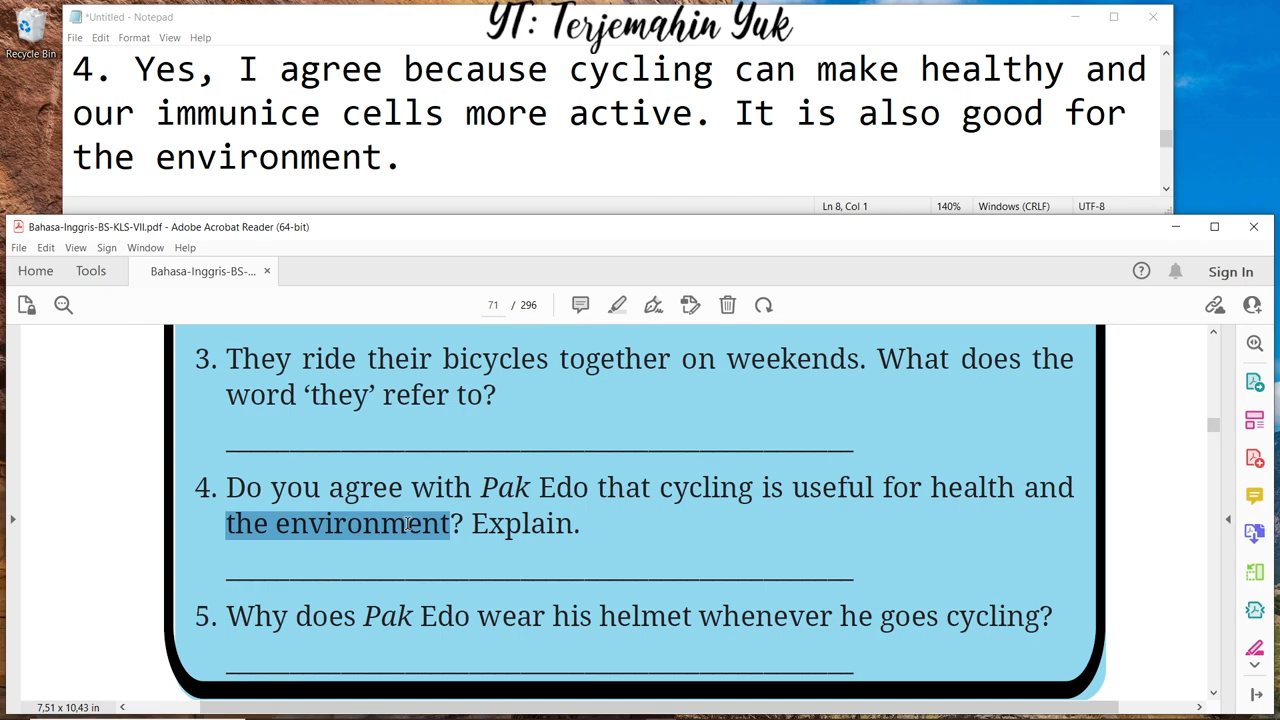 YT: Terjemahin Yuk
Recycle Bin
*Untitled - Notepad
File Edit Format View Help
4. Yes, I agree because cycling can make healthy and
our immunice cells more active. It is also good for
the environment.
Ln 8, Col 1 140% Windows (CRLF) UTF-8
Bahasa-Inggris-BS-KLS-VII.pdf - Adobe Acrobat Reader (64-bit)
File Edit View Sign Window Help
Home Tools Bahasa-Inggris-BS-... × Sign In
71 / 296
3. They ride their bicycles together on weekends. What does the
word ‘they’ refer to?
4. Do you agree with Pak Edo that cycling is useful for health and
the environment? Explain.
5. Why does Pak Edo wear his helmet whenever he goes cycling?
7,51 x 10,43 in